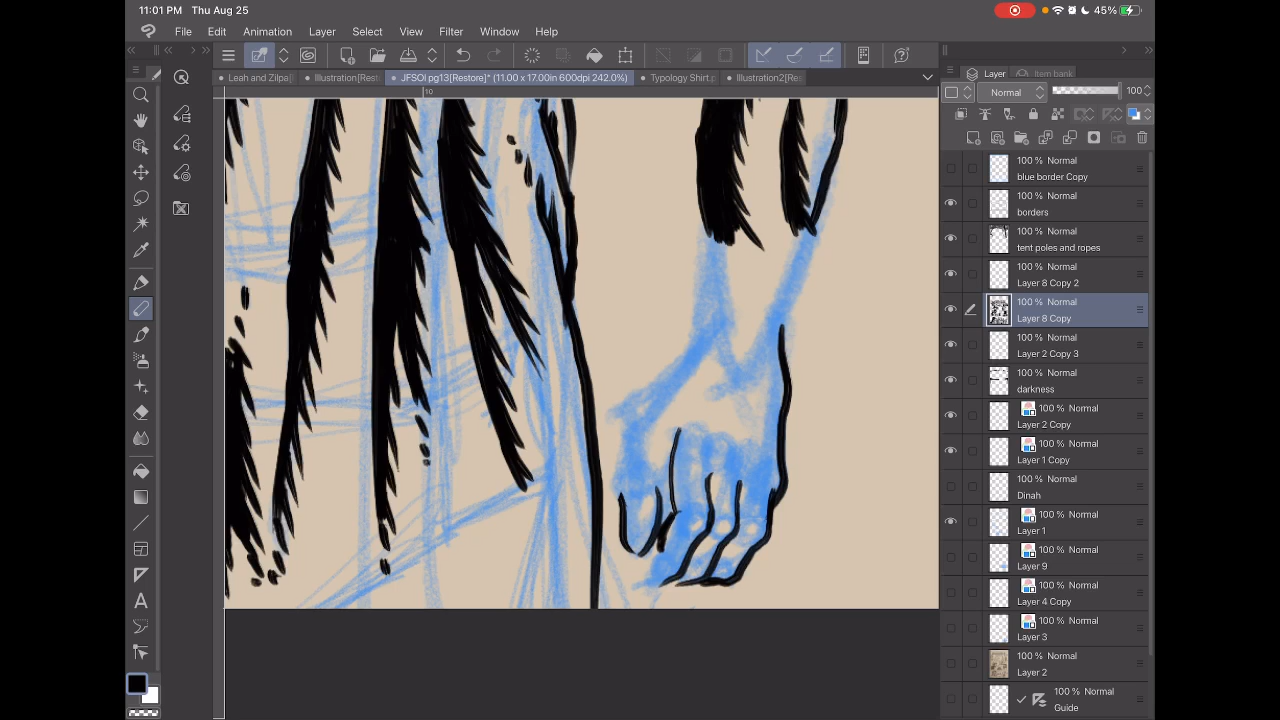 11:01 PM Thu Aug 25
45%
File Edit Animation Layer Select View Filter Window Help
Leah and Zilpa Illustration[Rest JFSOI pg13[Restore]* (11.00 x 17.00in 600dpi 242.0%) Typology Shirt.p Illustration2[Re
Layer Item bank
Normal 100
10
100 % Normal
blue border Copy
100 % Normal
borders
100 % Normal
tent poles and ropes
100 % Normal
Layer 8 Copy 2
100 % Normal
Layer 8 Copy
100 % Normal
Layer 2 Copy 3
100 % Normal
darkness
100 % Normal
Layer 2 Copy
100 % Normal
Layer 1 Copy
100 % Normal
Dinah
100 % Normal
Layer 1
100 % Normal
Layer 9
100 % Normal
Layer 4 Copy
100 % Normal
Layer 3
100 % Normal
Layer 2
100 % Normal
Guide